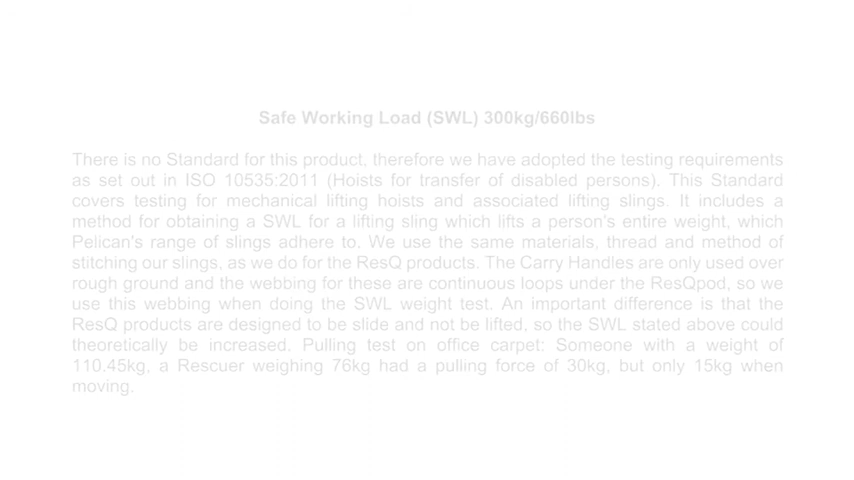 Safe Working Load (SWL) 300kg/660lbs
There is no Standard for this product, therefore we have adopted the testing requirements
as set out in ISO 10535:2011 (Hoists for transfer of disabled persons). This Standard
covers testing for mechanical lifting hoists and associated lifting slings. It includes a
method for obtaining a SWL for a lifting sling which lifts a person's entire weight, which
Pelican's range of slings adhere to. We use the same materials, thread and method of
stitching our slings, as we do for the ResQ products. The Carry Handles are only used over
rough ground and the webbing for these are continuous loops under the ResQpod, so we
use this webbing when doing the SWL weight test. An important difference is that the
ResQ products are designed to be slide and not be lifted, so the SWL stated above could
theoretically be increased. Pulling test on office carpet: Someone with a weight of
110.45kg, a Rescuer weighing 76kg had a pulling force of 30kg, but only 15kg when
moving.